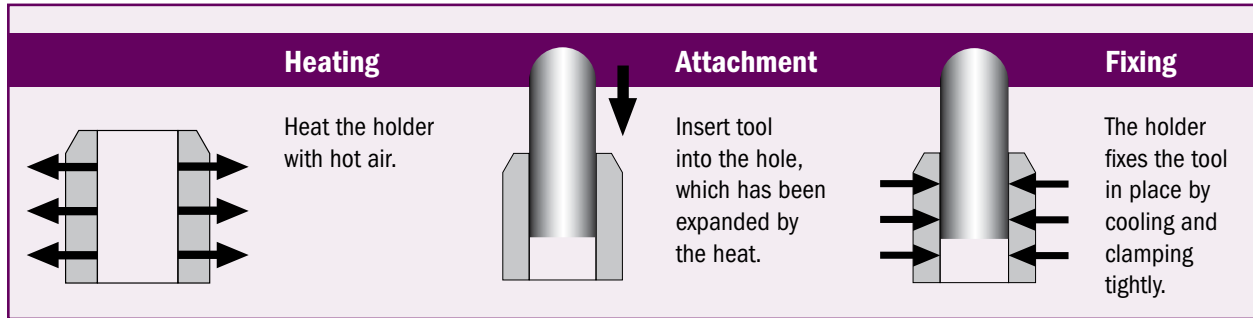 Heating
Heat the holder
with hot air.
Attachment
Insert tool
into the hole,
which has been
expanded by
the heat.
Fixing
The holder
fixes the tool
in place by
cooling and
clamping
tightly.